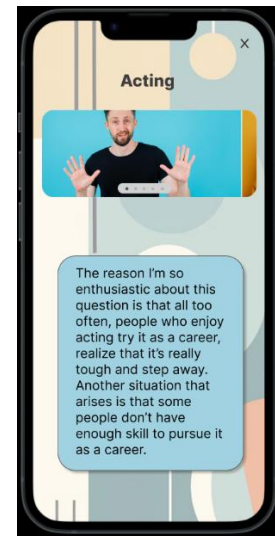 X
Acting
The reason I'm so
enthusiastic about this
question is that all too
often, people who enjoy
acting try it as a career,
realize that it's really
tough and step away.
Another situation that
arises is that some
people don't have
enough skill to pursue it
as a career.